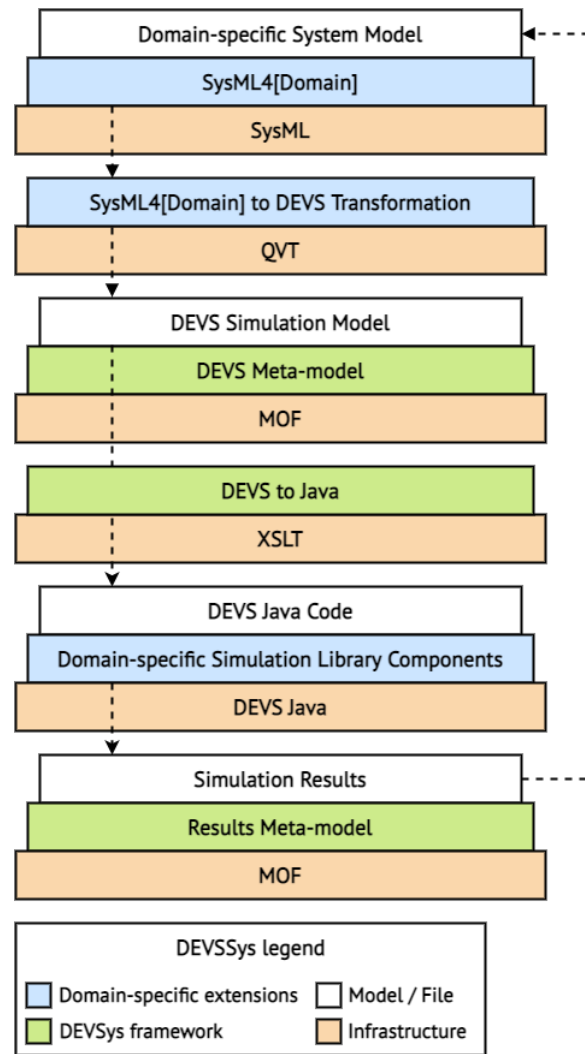 Domain-specific System Model
SysML4[Domain]
SysML
SysML4[Domain] to DEVS Transformation
QVT
DEVS Simulation Model
DEVS Meta-model
MOF
DEVS to Java
XSLT
DEVS Java Code
Domain-specific Simulation Library Components
DEVS Java
Simulation Results
Results Meta-model
MOF
DEVSSys legend
Domain-specific extensions
Model / File
DEVSys framework
Infrastructure